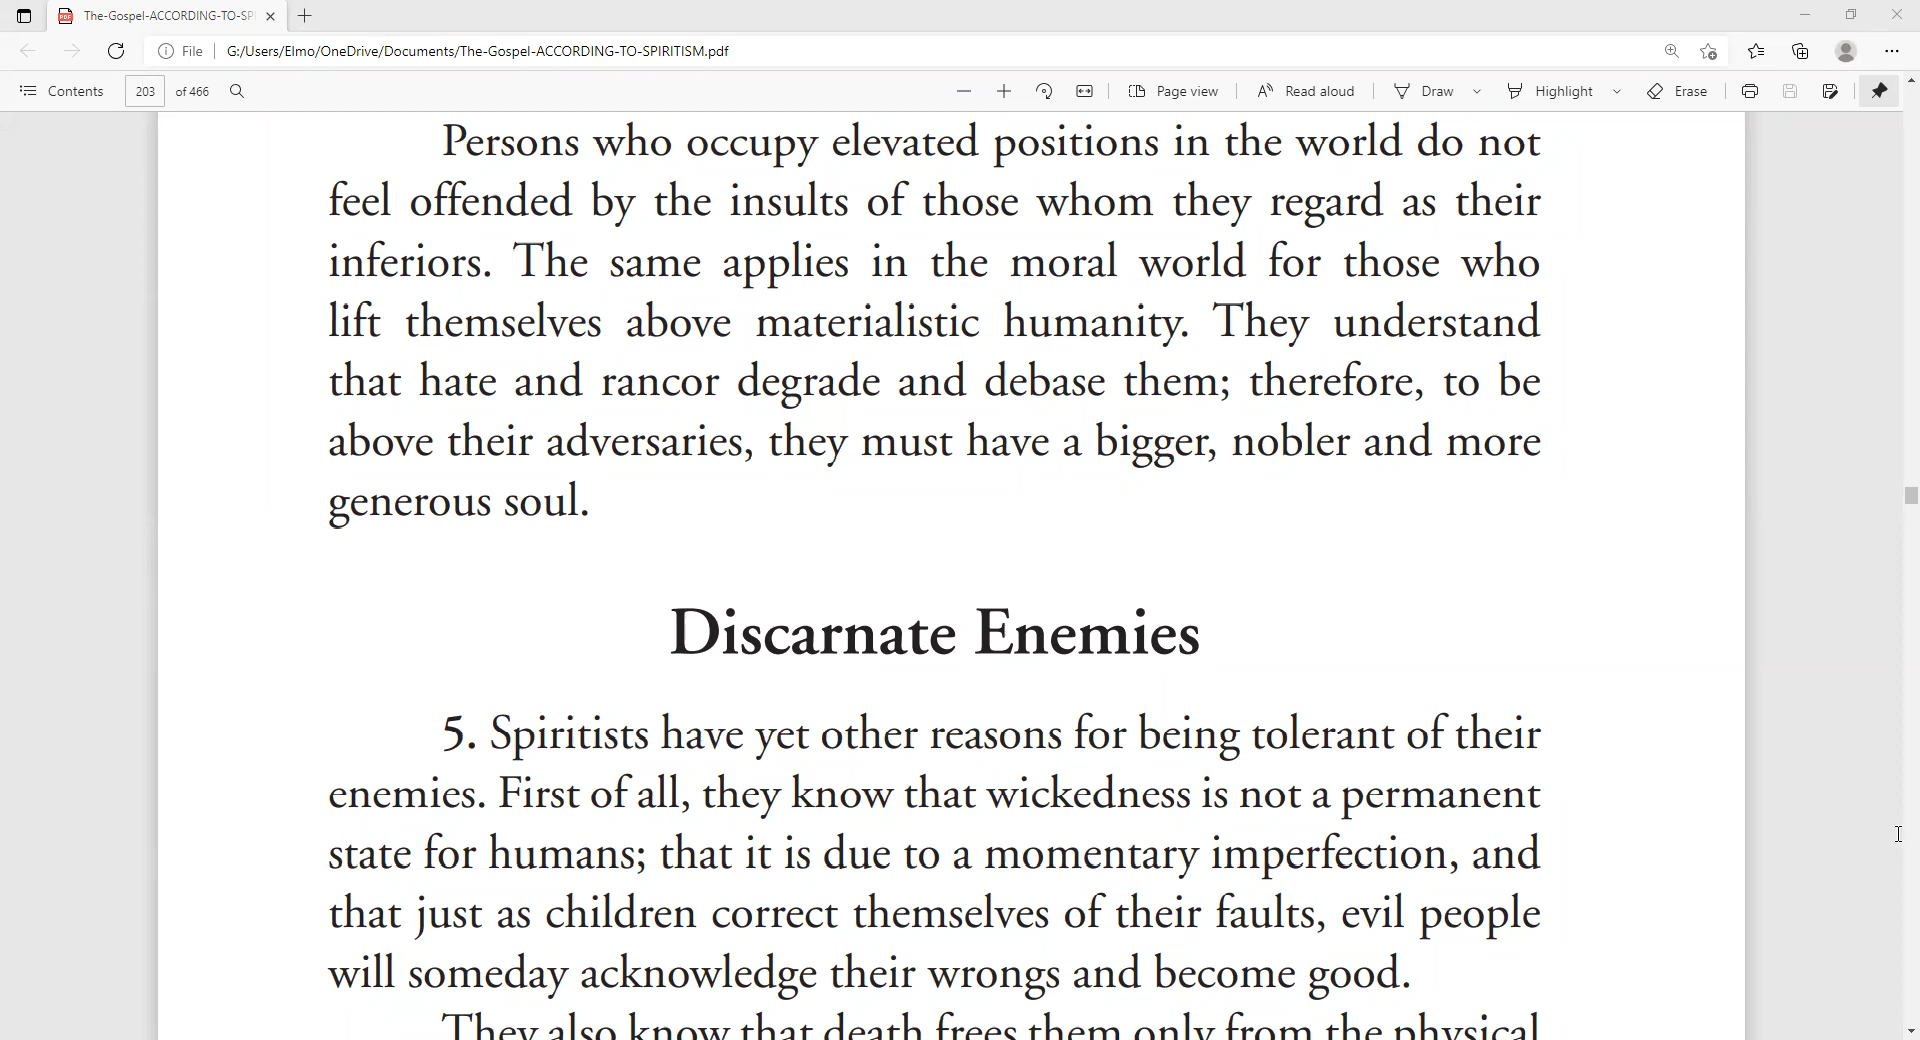 The-Gospel-ACCORDING-TO-SP
File G:/Users/Elmo/OneDrive/Documents/The-Gospel-ACCORDING-TO-SPIRITISM.pdf
Contents 203 of 466 Page view Read aloud Draw Highlight Erase
Persons who occupy elevated positions in the world do not
feel offended by the insults of those whom they regard as their
inferiors. The same applies in the moral world for those who
lift themselves above materialistic humanity. They understand
that hate and rancor degrade and debase them; therefore, to be
above their adversaries, they must have a bigger, nobler and more
generous soul.
Discarnate Enemies
5. Spiritists have yet other reasons for being tolerant of their
enemies. First of all, they know that wickedness is not a permanent
state for humans; that it is due to a momentary imperfection, and
that just as children correct themselves of their faults, evil people
will someday acknowledge their wrongs and become good.
They also know that death frees them only from the physical